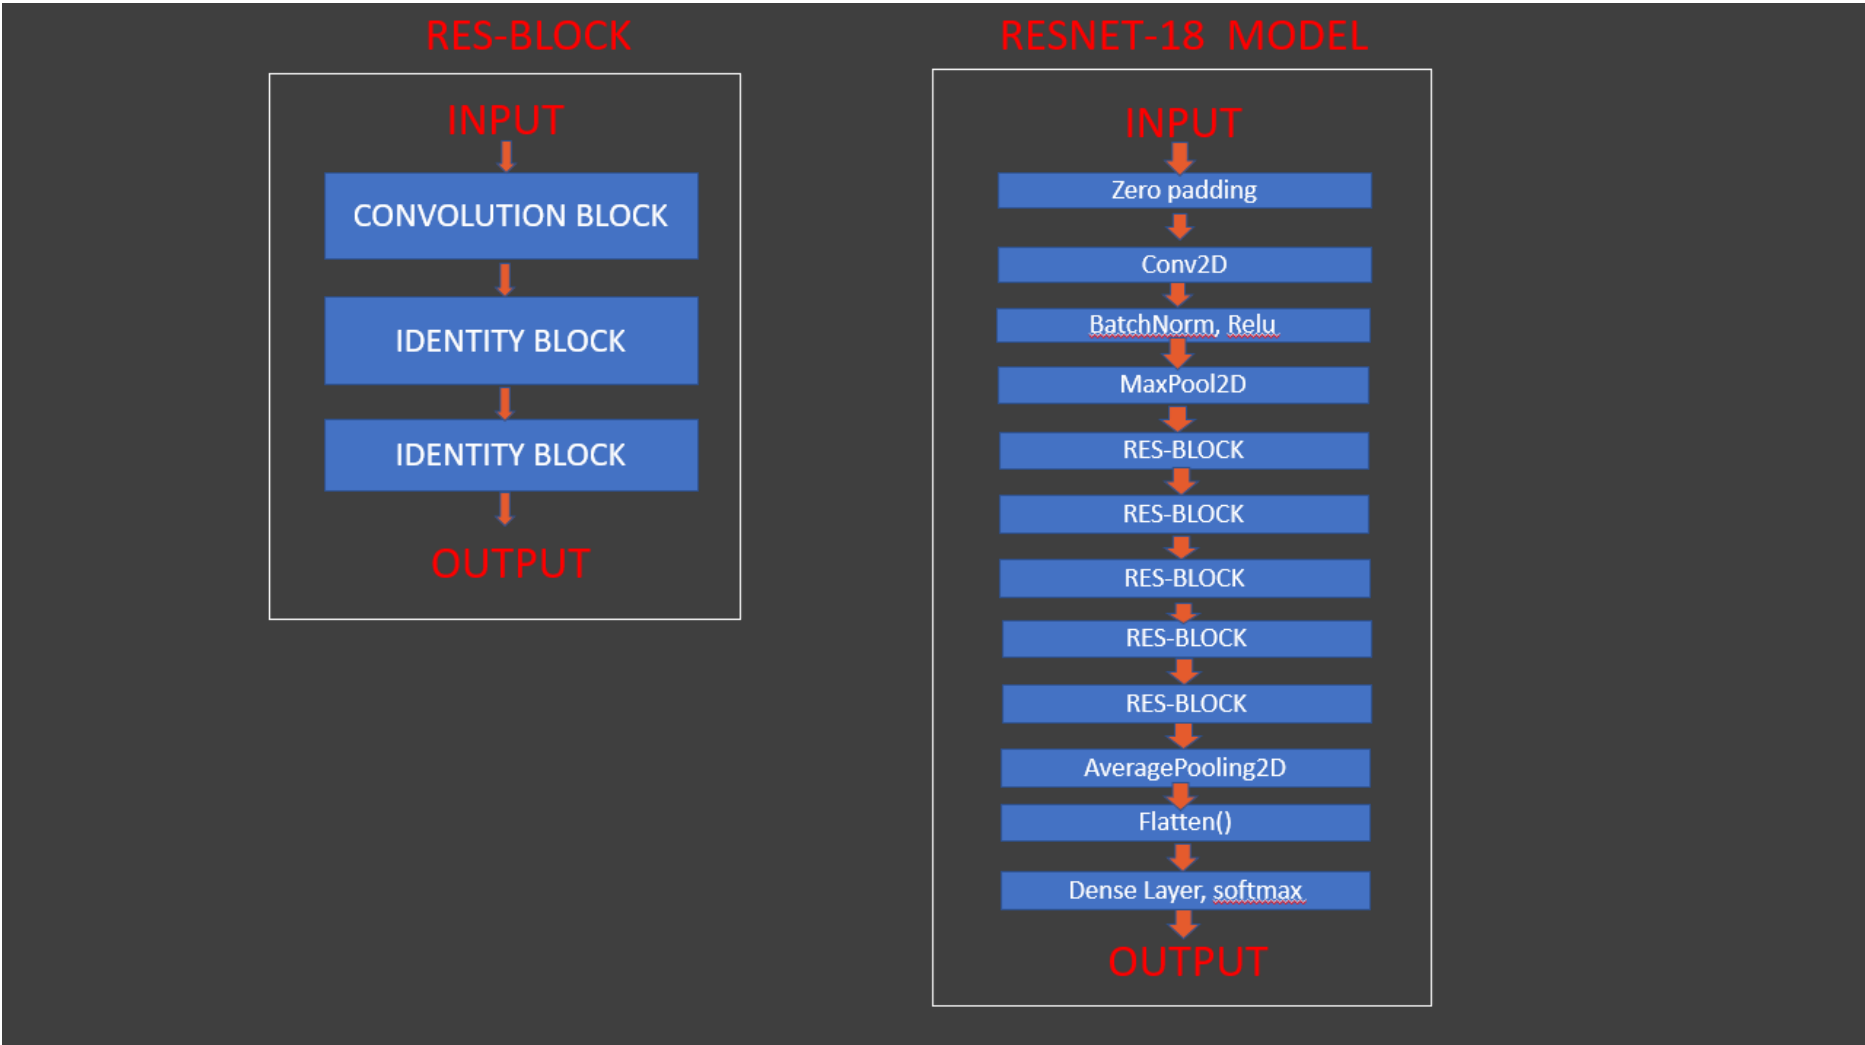 RES-BLOCK
INPUT
CONVOLUTION BLOCK
IDENTITY BLOCK
IDENTITY BLOCK
OUTPUT
RESNET-18 MODEL
INPUT
Zero padding
Conv2D
BatchNorm, Relu
MaxPool2D
RES-BLOCK
RES-BLOCK
RES-BLOCK
RES-BLOCK
RES-BLOCK
AveragePooling2D
Flatten()
Dense Layer, softmax
OUTPUT